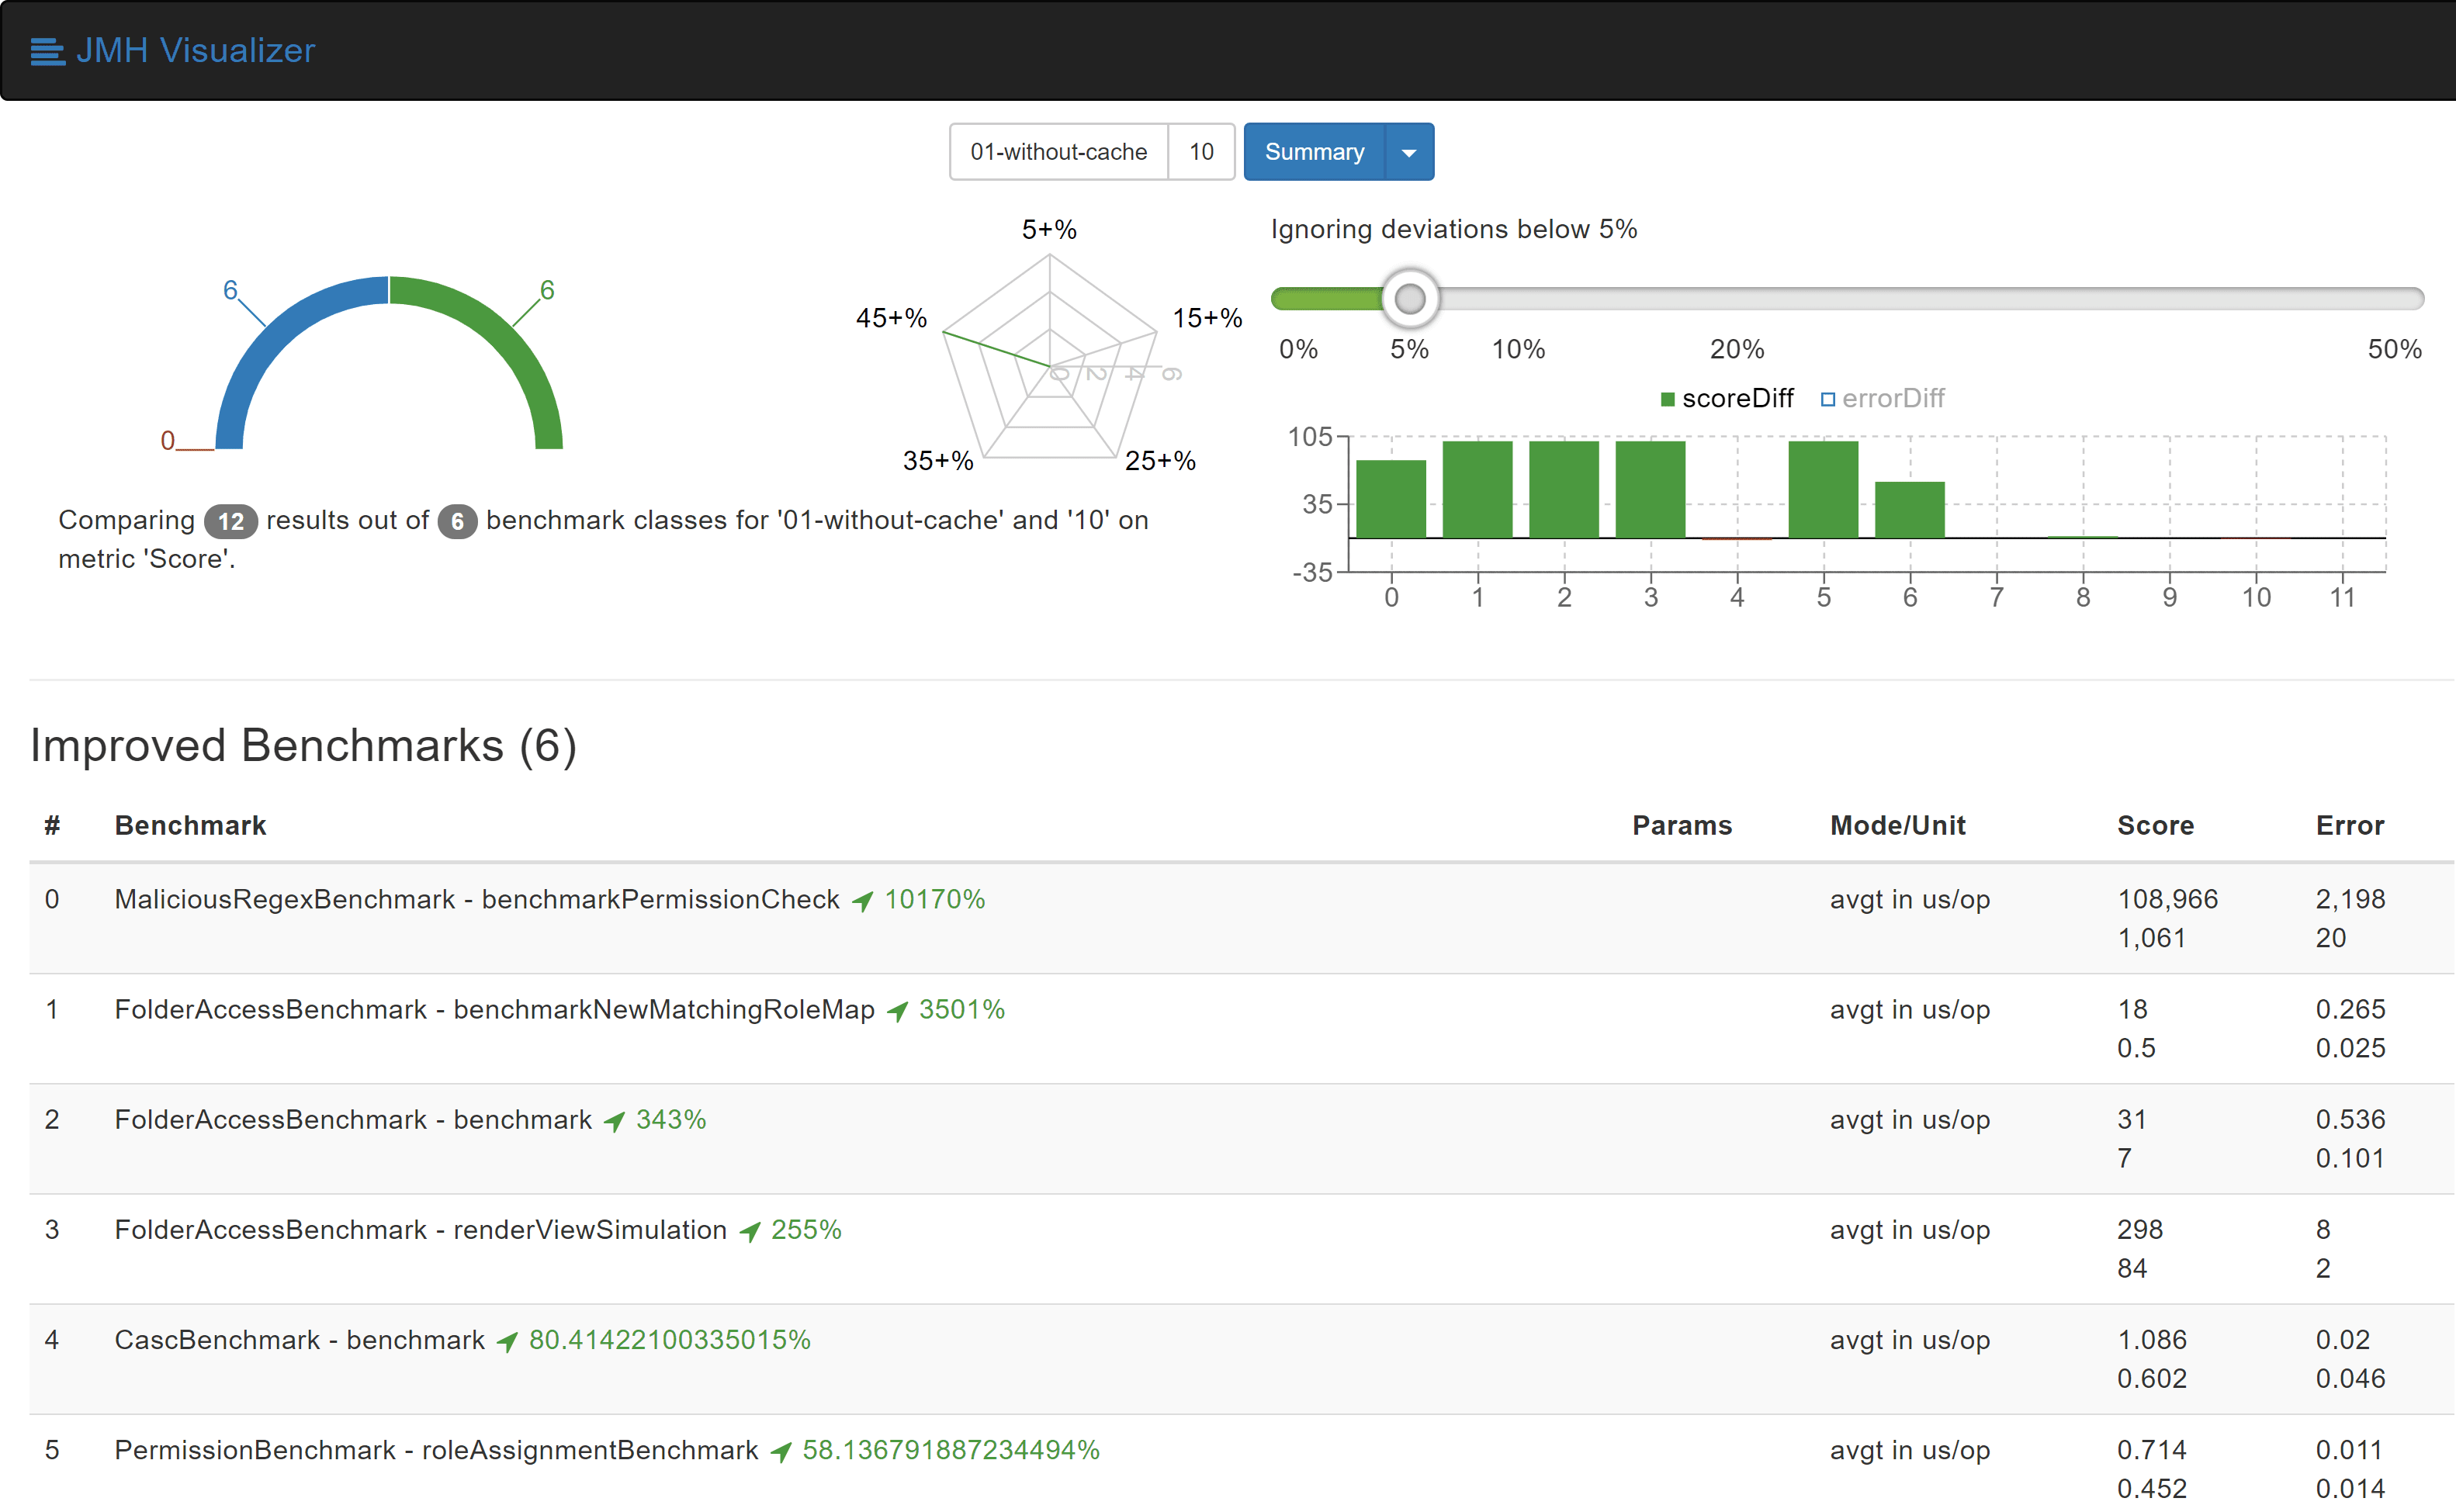 JMH Visualizer
01-without-cache 10 Summary
6 6
0
Comparing 12 results out of 6 benchmark classes for '01-without-cache' and '10' on
metric 'Score'.
5+%
45+% 15+%
0 2 4 6
35+% 25+%
Ignoring deviations below 5%
0% 5% 10% 20% 50%
scoreDiff errorDiff
105
35
-35
0 1 2 3 4 5 6 7 8 9 10 11
Improved Benchmarks (6)
# Benchmark Params Mode/Unit Score Error
0 MaliciousRegexBenchmark - benchmarkPermissionCheck 10170% avgt in us/op 108,966 2,198
1,061 20
1 FolderAccessBenchmark - benchmarkNewMatchingRoleMap 3501% avgt in us/op 18 0.265
0.5 0.025
2 FolderAccessBenchmark - benchmark 343% avgt in us/op 31 0.536
7 0.101
3 FolderAccessBenchmark - renderViewSimulation 255% avgt in us/op 298 8
84 2
4 CascBenchmark - benchmark 80.41422100335015% avgt in us/op 1.086 0.02
0.602 0.046
5 PermissionBenchmark - roleAssignmentBenchmark 58.136791887234494% avgt in us/op 0.714 0.011
0.452 0.014